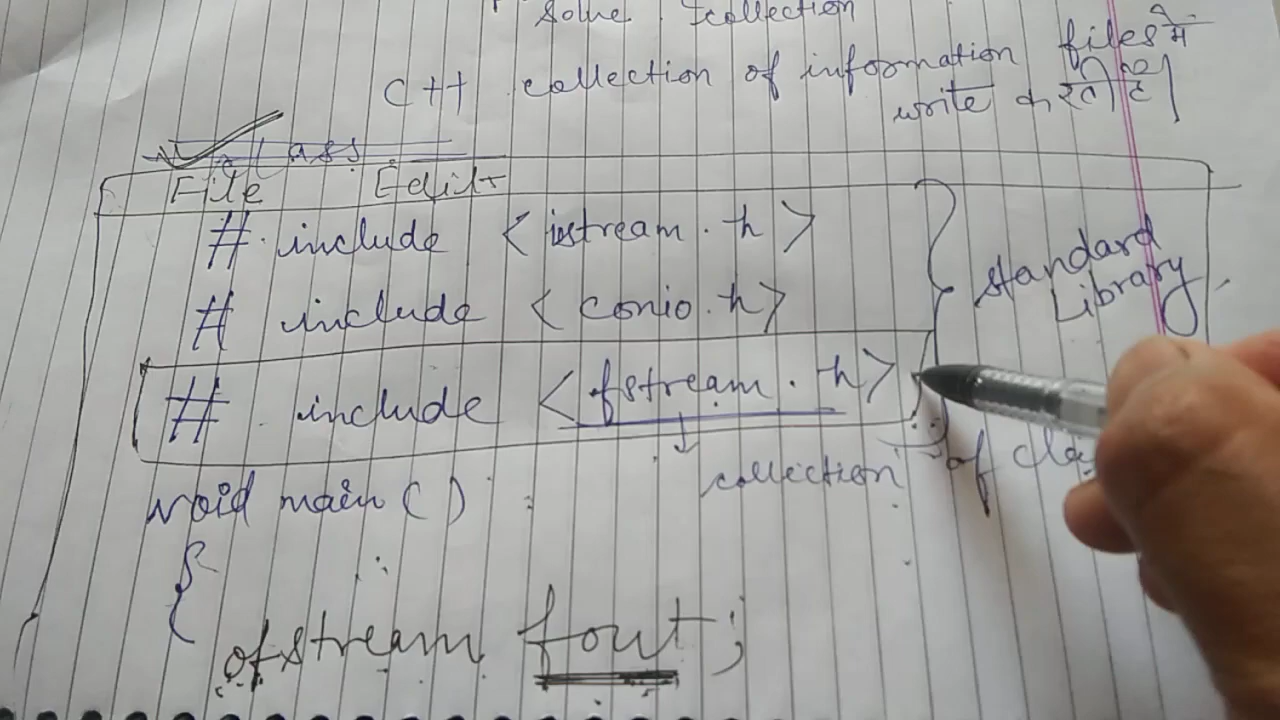 solve collection
C++ collection of information files में
write करती है।
class
File Edit
# include <iostream.h>
# include <conio.h>
standard Library
# include <fstream.h>
collection of cla
void main ( )
{
ofstream fout;